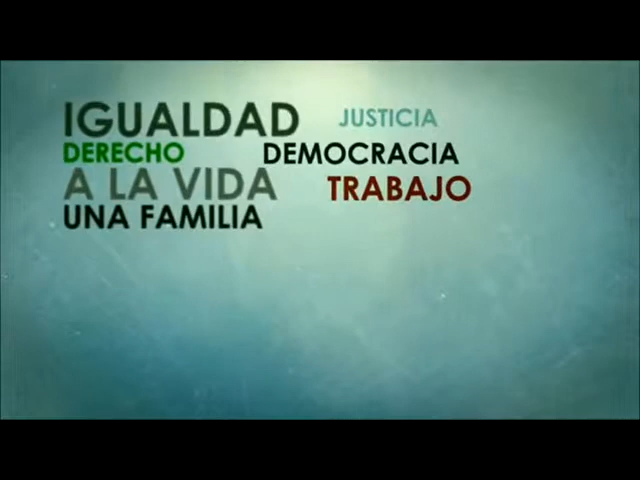 IGUALDAD JUSTICIA
DERECHO DEMOCRACIA
A LA VIDA TRABAJO
UNA FAMILIA